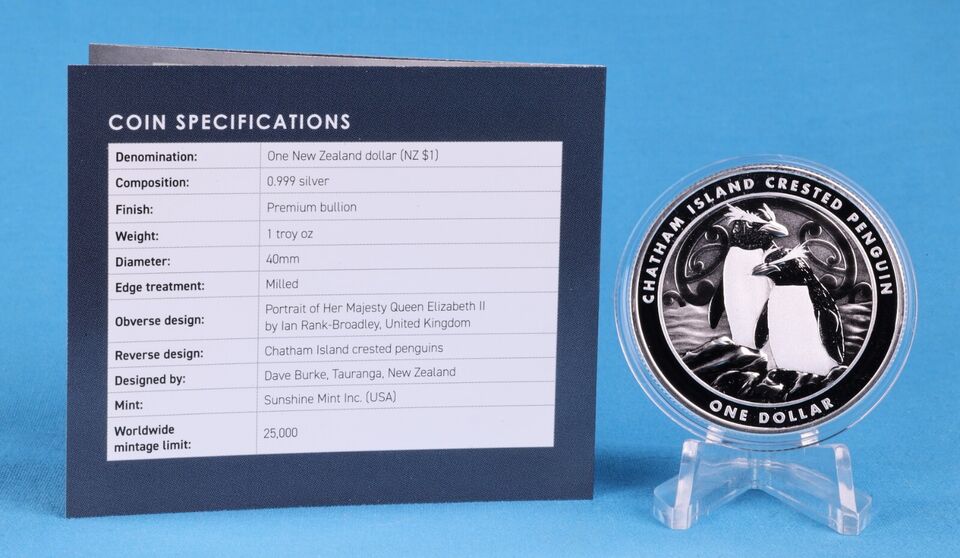 COIN SPECIFICATIONS
Denomination: One New Zealand dollar (NZ $1)
Composition: 0.999 silver
Finish: Premium bullion
Weight: 1 troy oz
Diameter: 40mm
Edge treatment: Milled
Obverse design: Portrait of Her Majesty Queen Elizabeth II
by Ian Rank-Broadley, United Kingdom
Reverse design: Chatham Island crested penguins
Designed by: Dave Burke, Tauranga, New Zealand
Mint: Sunshine Mint Inc. (USA)
Worldwide
mintage limit: 25,000
CHATHAM ISLAND CRESTED PENGUIN
ONE DOLLAR